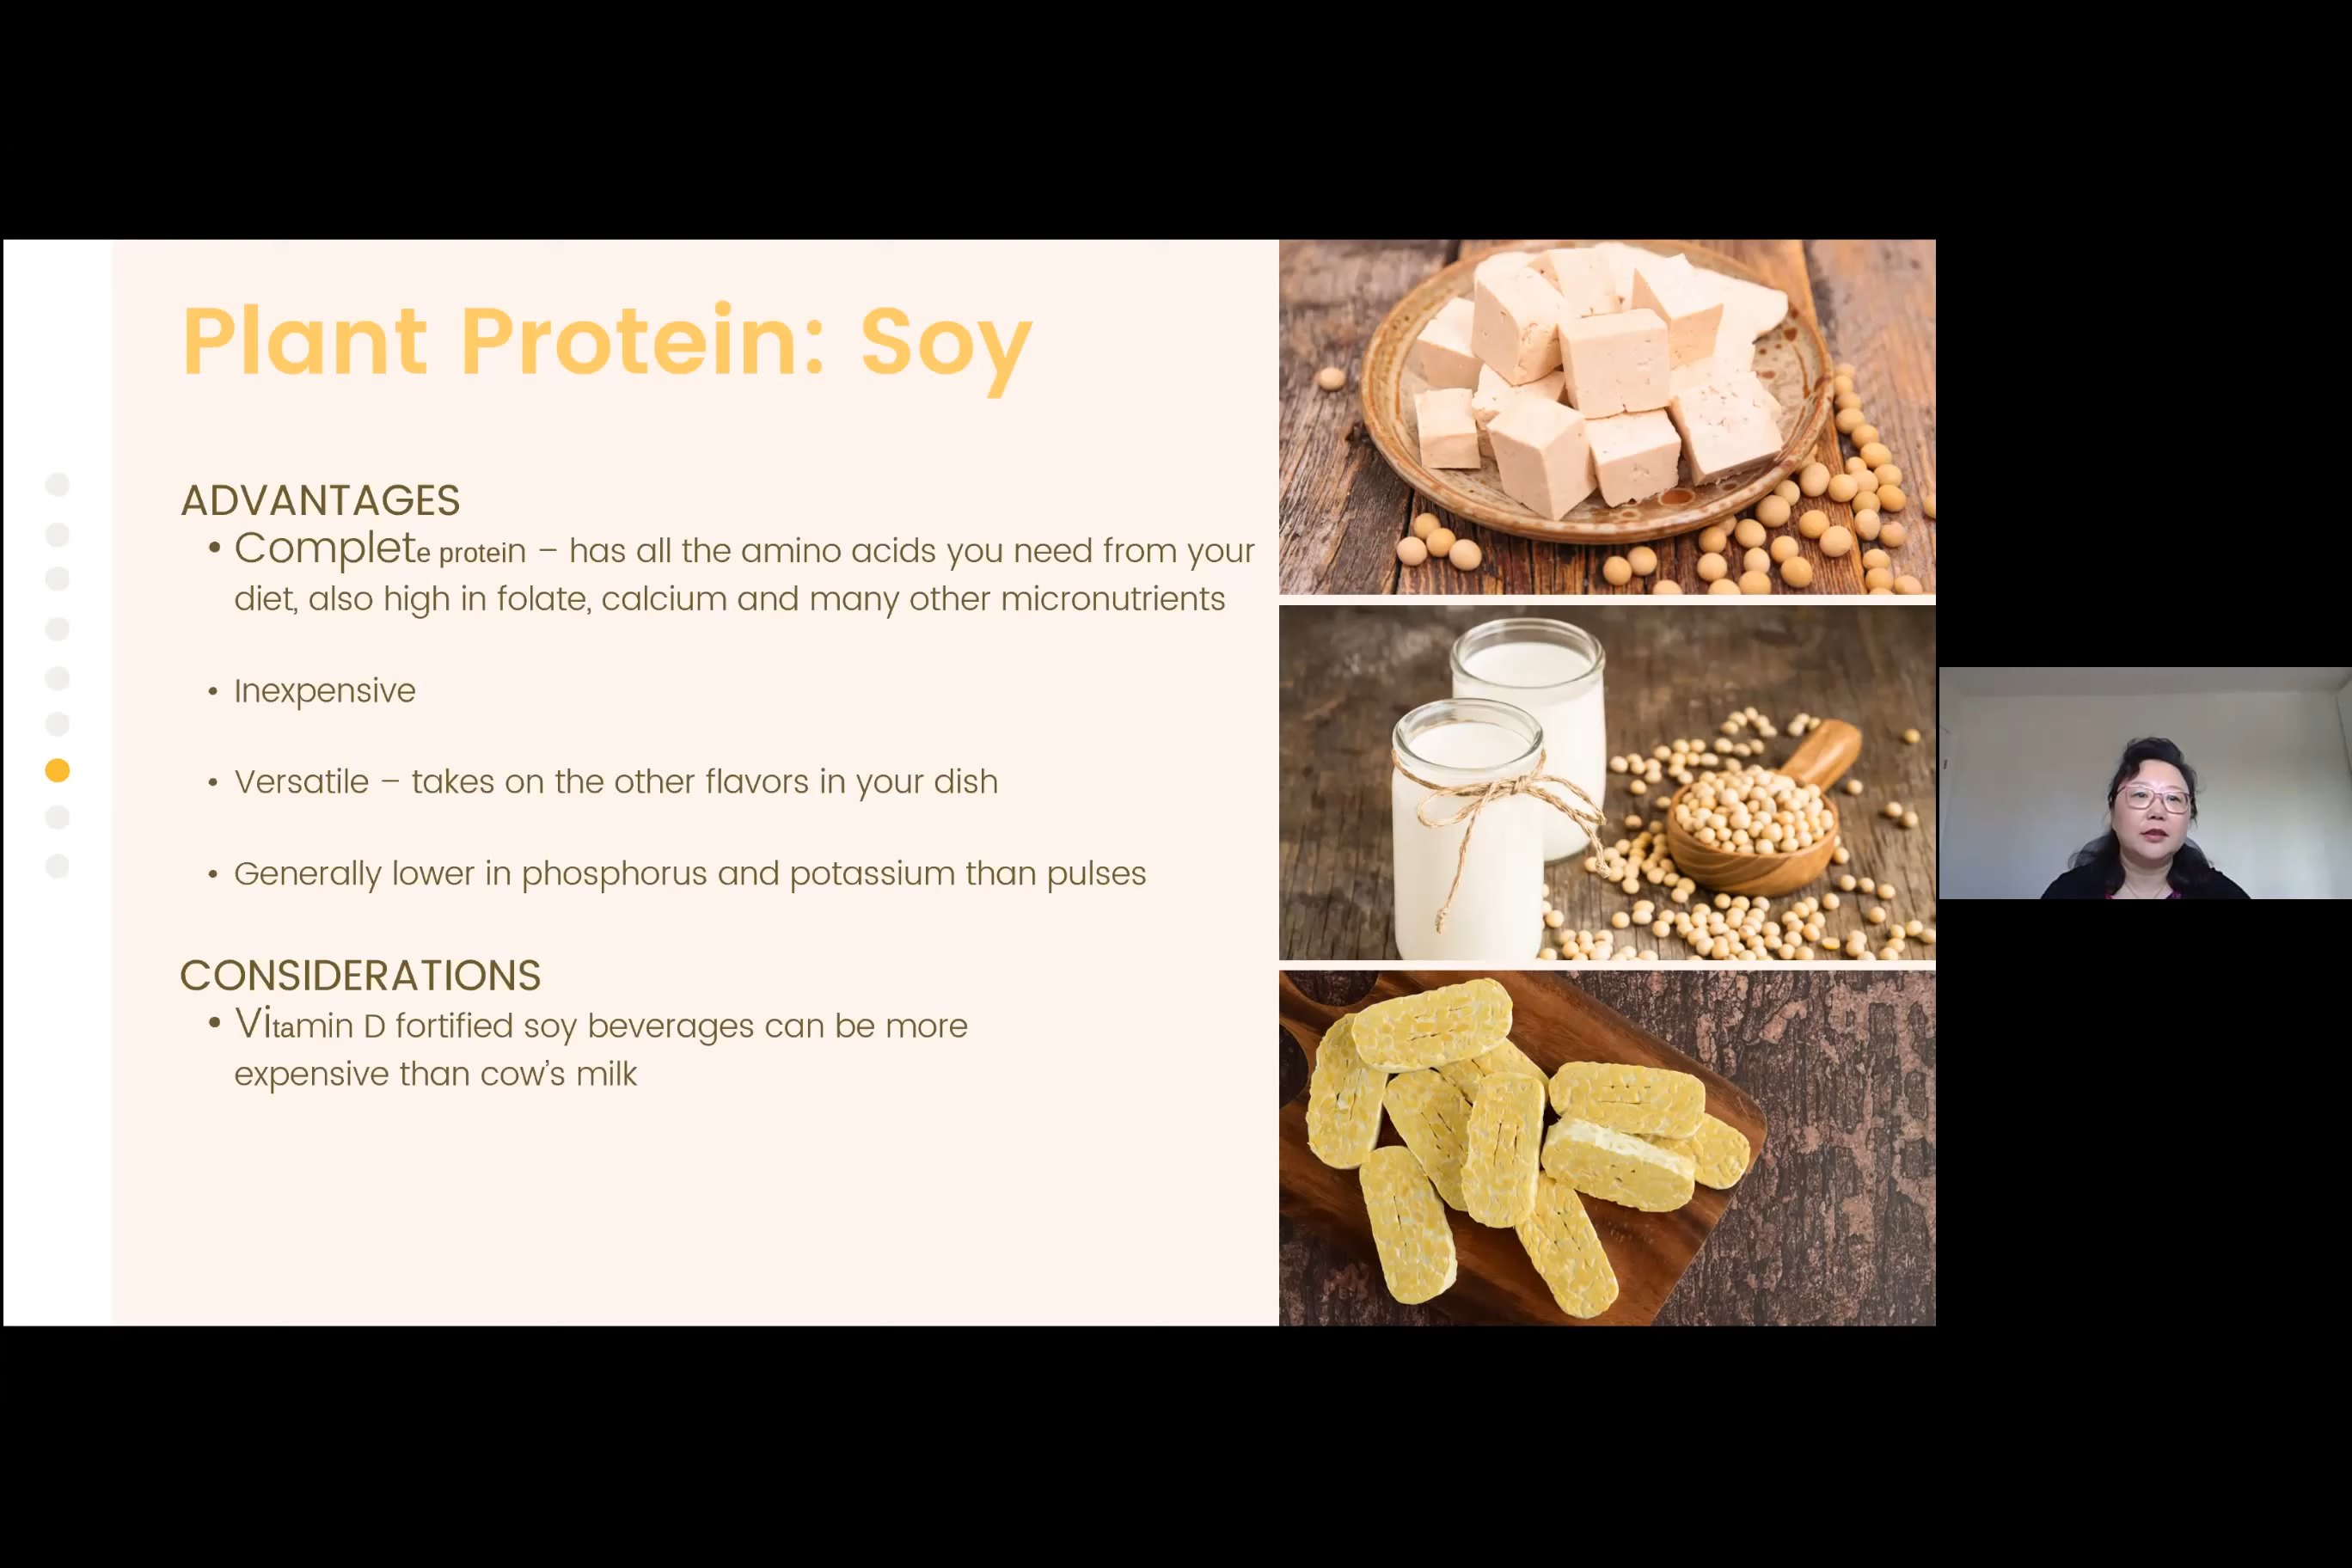 Plant Protein: Soy
ADVANTAGES
• Complete protein – has all the amino acids you need from your
diet, also high in folate, calcium and many other micronutrients
• Inexpensive
• Versatile – takes on the other flavors in your dish
• Generally lower in phosphorus and potassium than pulses
CONSIDERATIONS
• Vitamin D fortified soy beverages can be more
expensive than cow's milk